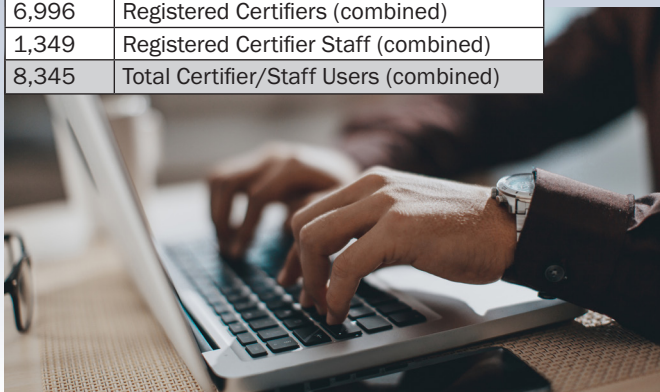 6,996 Registered Certifiers (combined)
1,349 Registered Certifier Staff (combined)
8,345 Total Certifier/Staff Users (combined)